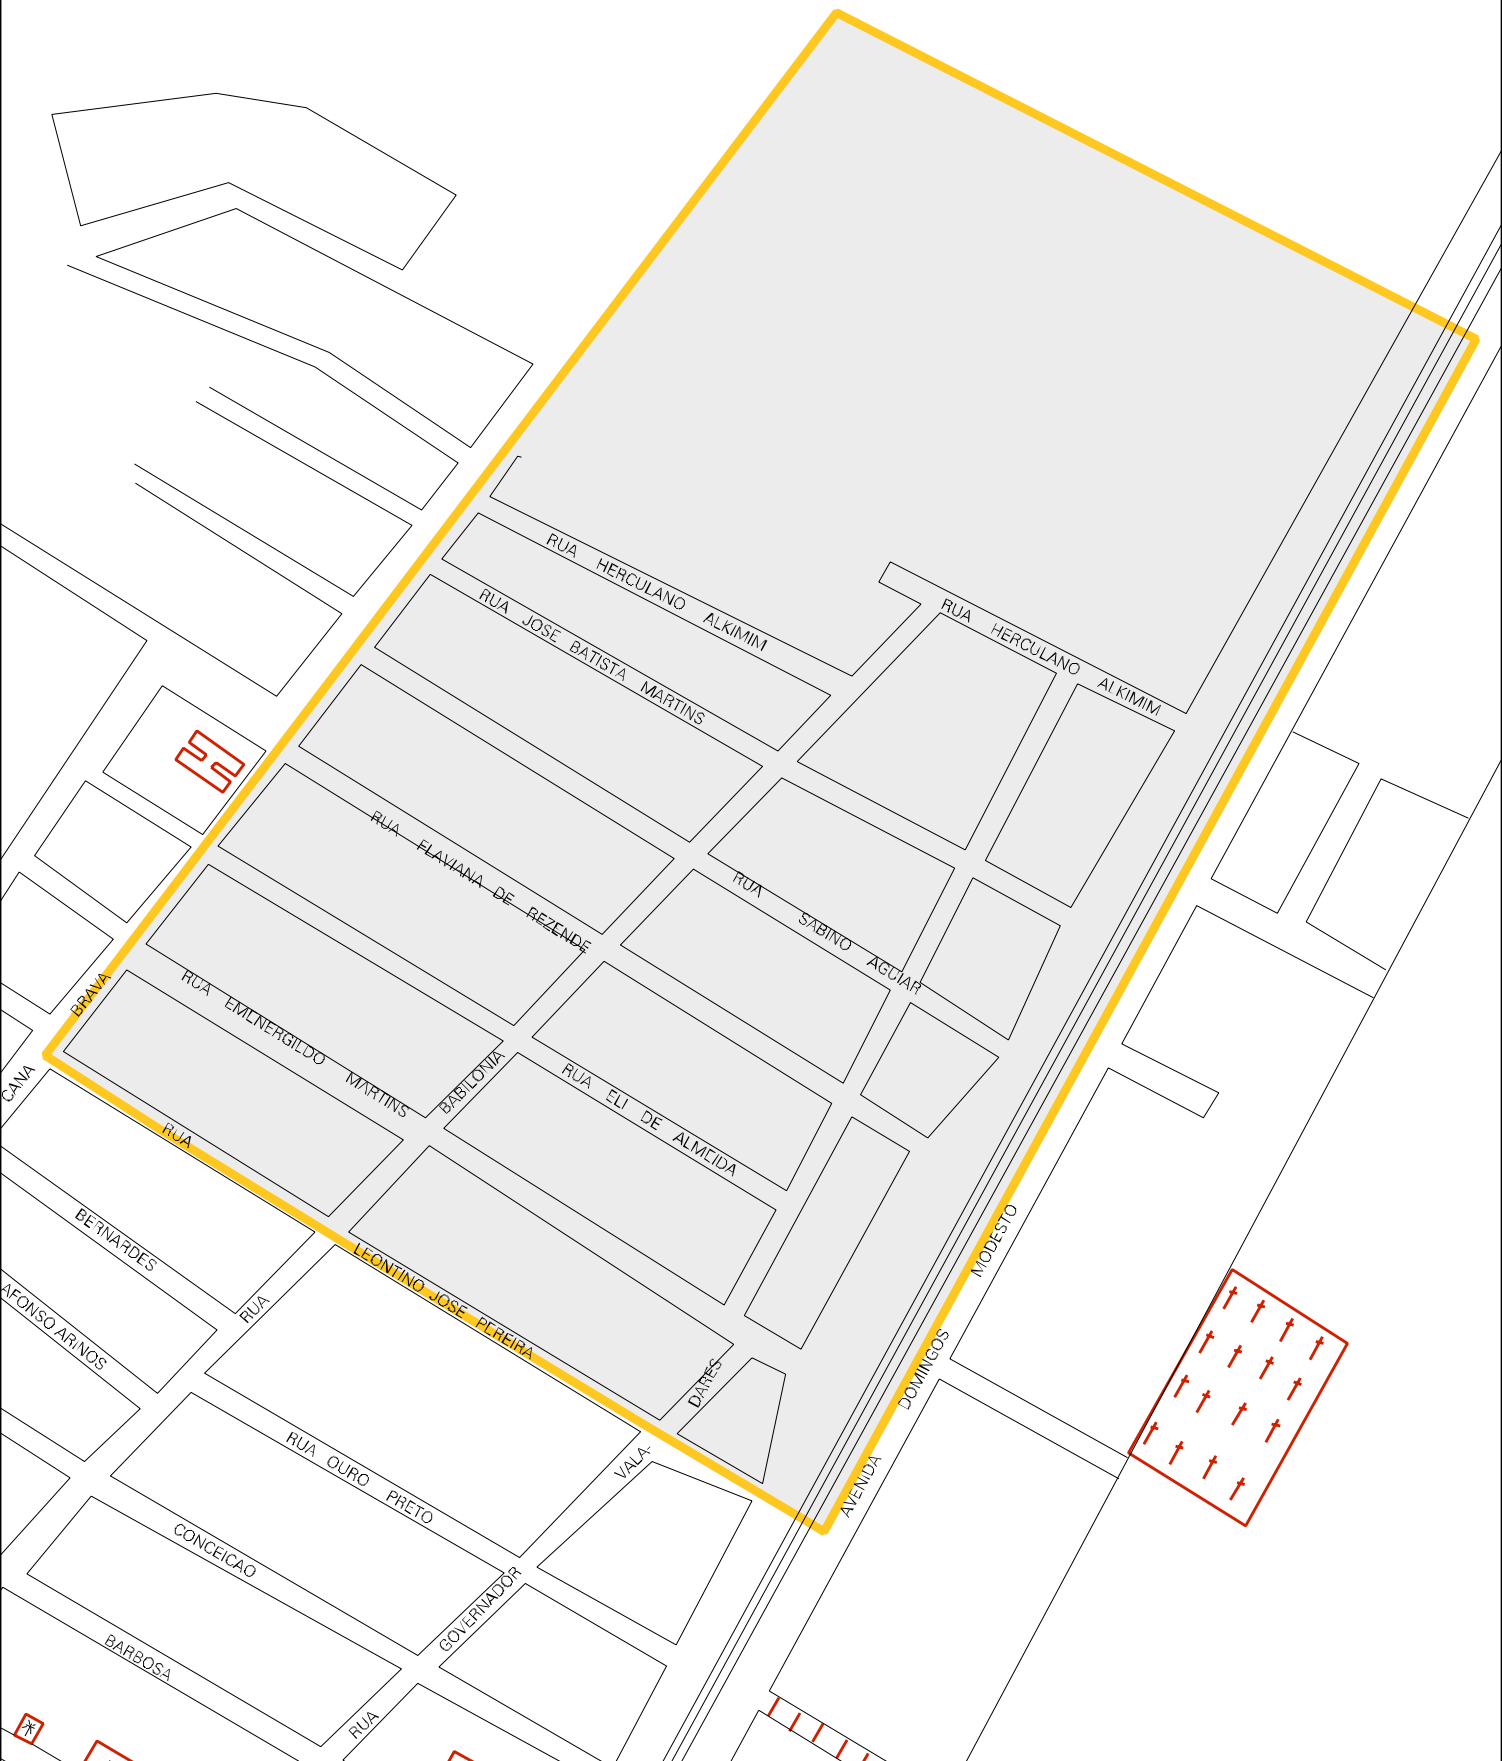 RUA HERCULANO ALKIMIM
RUA HERCULANO ALKIMIM
RUA JOSE BATISTA MARTINS
RUA FLAVIANA DE REZENDE
RUA SABINO AGUIAR
BRAVA
CANA
RUA EMENERGILDO MARTINS
BABILONIA
RUA
RUA ELI DE ALMEIDA
RUA
LEONTINO JOSE PEREIRA
BERNARDES
AFONSO ARINOS
MODESTO
DOMINGOS
AVENIDA
DARES
VALA-
GOVERNADOR
RUA
RUA OURO PRETO
CONCEICAO
BARBOSA